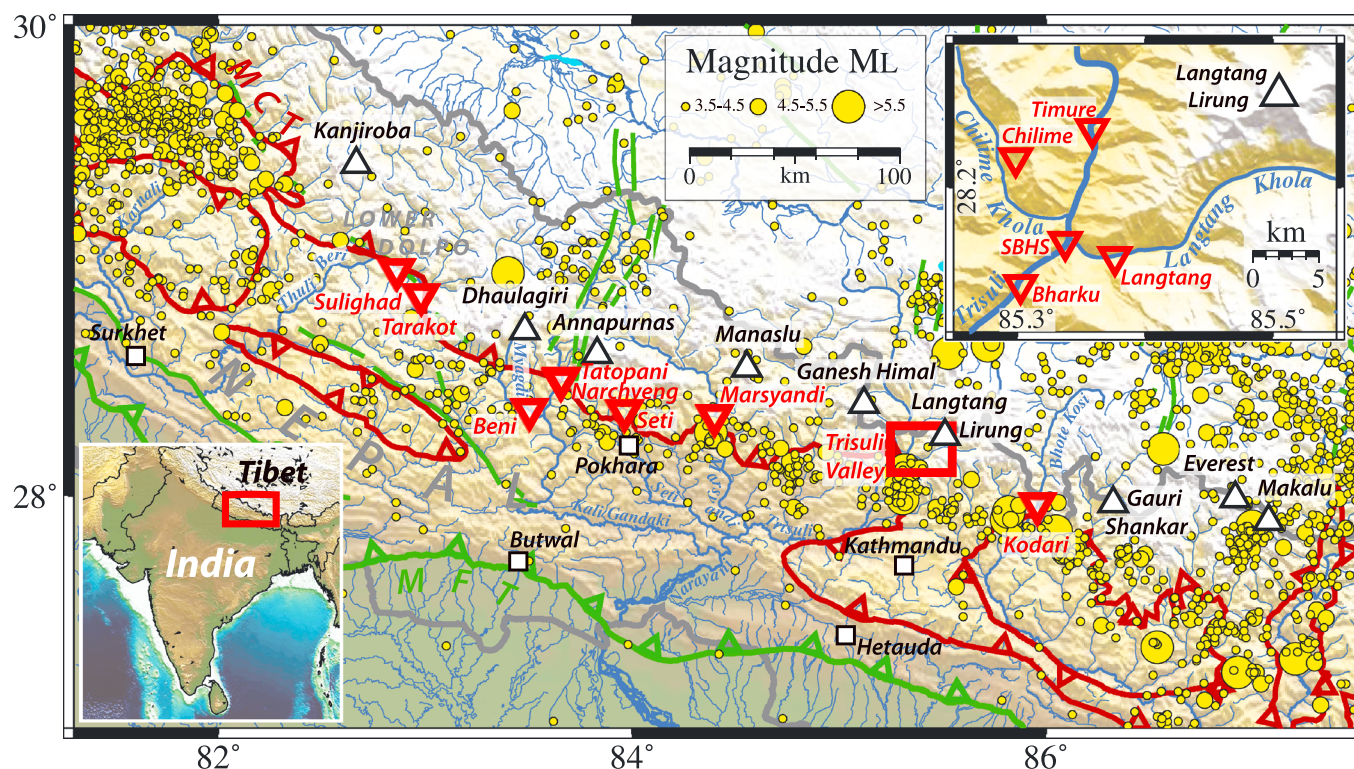 30°
28°
82°
84°
86°
Magnitude ML
3.5-4.5
4.5-5.5
>5.5
0
km
100
Langtang
Lirung
Timure
Chilime
Chilime
Khola
28.2°
SBHS
Langtang
Langtang
Khola
Trisuli
Bharku
85.3°
85.5°
km
0
5
MCT
Kanjiroba
Karnali
LOWER
DOLPO
Thuli Beri
Sulighad
Tarakot
Dhaulagiri
Annapurnas
Manaslu
Surkhet
Myagdi
Tatopani
Narchyeng
Ganesh Himal
Marsyandi
Beni
Seti
Langtang
Lirung
Bhote Kosi
Trisuli
Valley
Pokhara
Everest
Makalu
NEPAL
Seti
Gauri
Shankar
Kali Gandaki
Trisuli
Kodari
Kathmandu
Butwal
MFT
Hetauda
Tibet
India